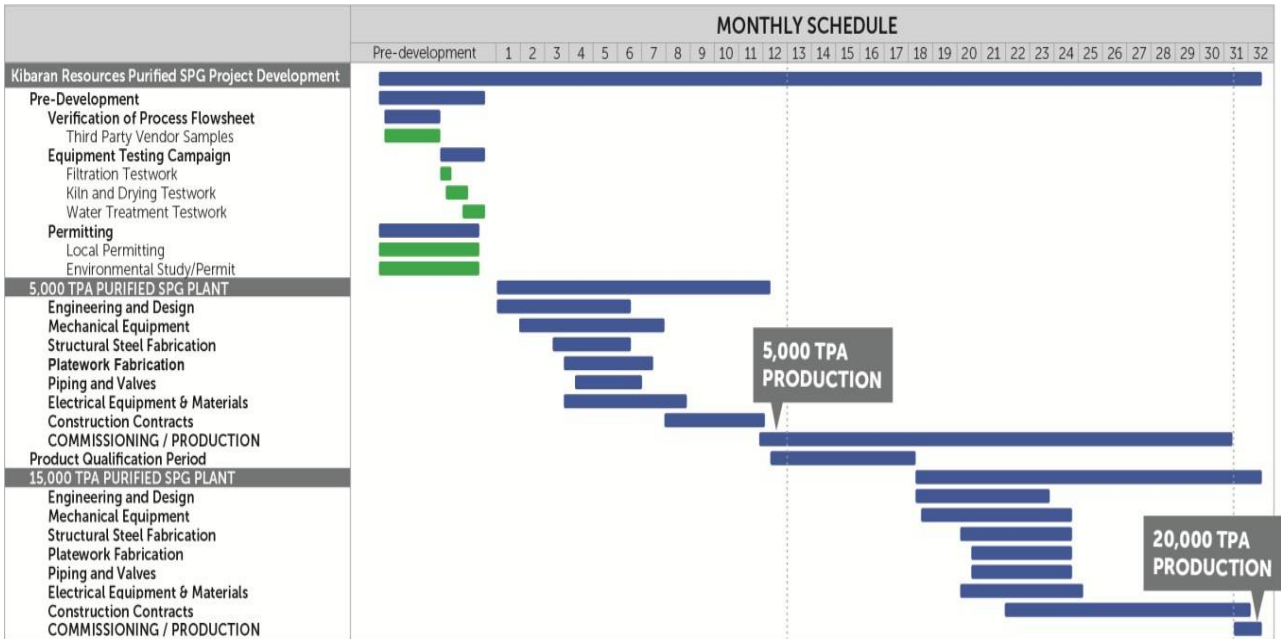 MONTHLY SCHEDULE
Pre-development 1 2 3 4 5 6 7 8 9 10 11 12 13 14 15 16 17 18 19 20 21 22 23 24 25 26 27 28 29 30 31 32
Kibaran Resources Purified SPG Project Development
Pre-Development
Verification of Process Flowsheet
Third Party Vendor Samples
Equipment Testing Campaign
Filtration Testwork
Kiln and Drying Testwork
Water Treatment Testwork
Permitting
Local Permitting
Environmental Study/Permit
5,000 TPA PURIFIED SPG PLANT
Engineering and Design
Mechanical Equipment
Structural Steel Fabrication
Platework Fabrication
Piping and Valves
Electrical Equipment & Materials
Construction Contracts
COMMISSIONING / PRODUCTION
5,000 TPA
PRODUCTION
Product Qualification Period
15,000 TPA PURIFIED SPG PLANT
Engineering and Design
Mechanical Equipment
Structural Steel Fabrication
Platework Fabrication
Piping and Valves
Electrical Equipment & Materials
Construction Contracts
COMMISSIONING / PRODUCTION
20,000 TPA
PRODUCTION